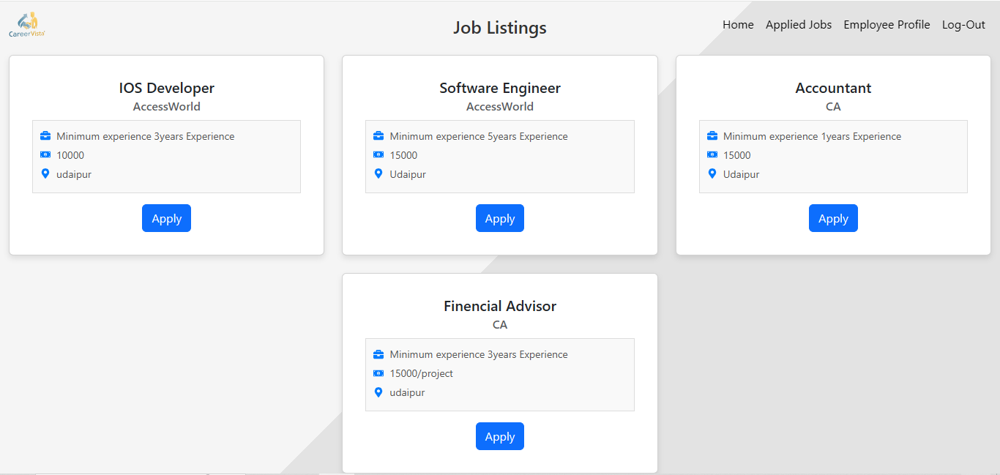 CareerVista
Job Listings
Home Applied Jobs Employee Profile Log-Out
IOS Developer
AccessWorld
Minimum experience 3years Experience
10000
udaipur
Apply
Software Engineer
AccessWorld
Minimum experience 5years Experience
15000
Udaipur
Apply
Accountant
CA
Minimum experience 1years Experience
15000
Udaipur
Apply
Finencial Advisor
CA
Minimum experience 3years Experience
15000/project
udaipur
Apply